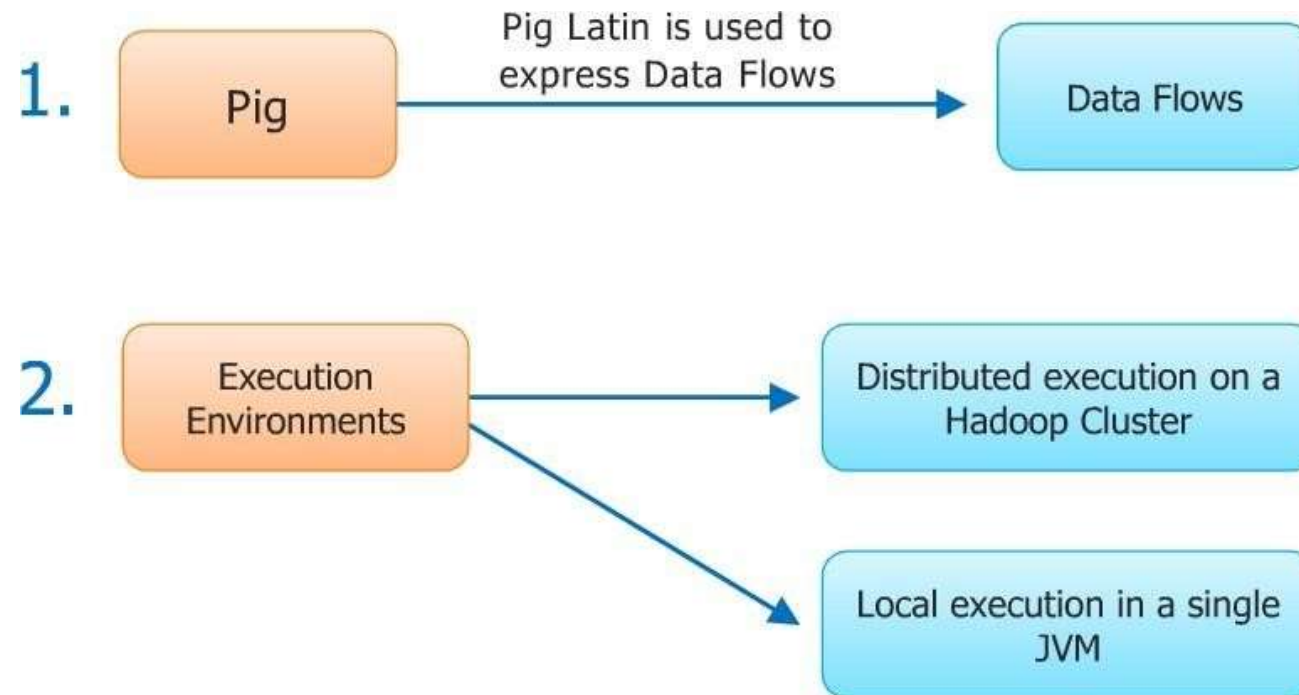 1.
Pig
Pig Latin is used to
express Data Flows
Data Flows
2.
Execution
Environments
Distributed execution on a
Hadoop Cluster
Local execution in a single
JVM